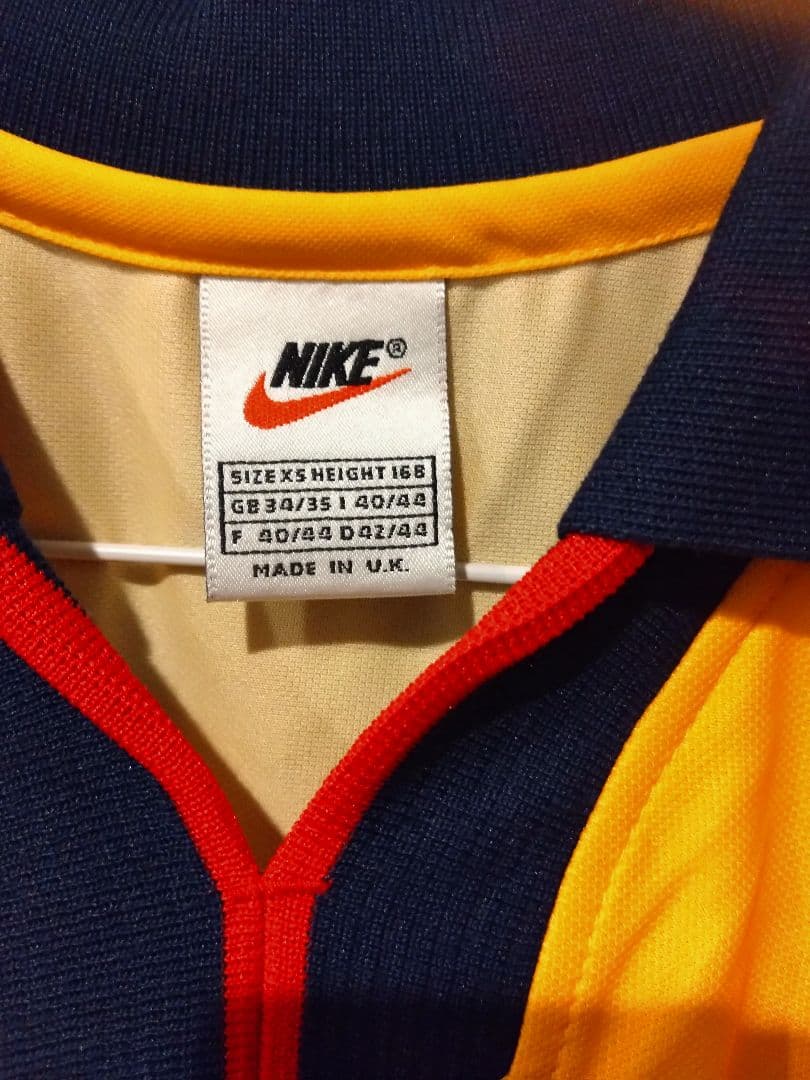 NIKE®
SIZE XS HEIGHT 168
GB 34/35 I 40/44
F 40/44 D 42/44
MADE IN U.K.